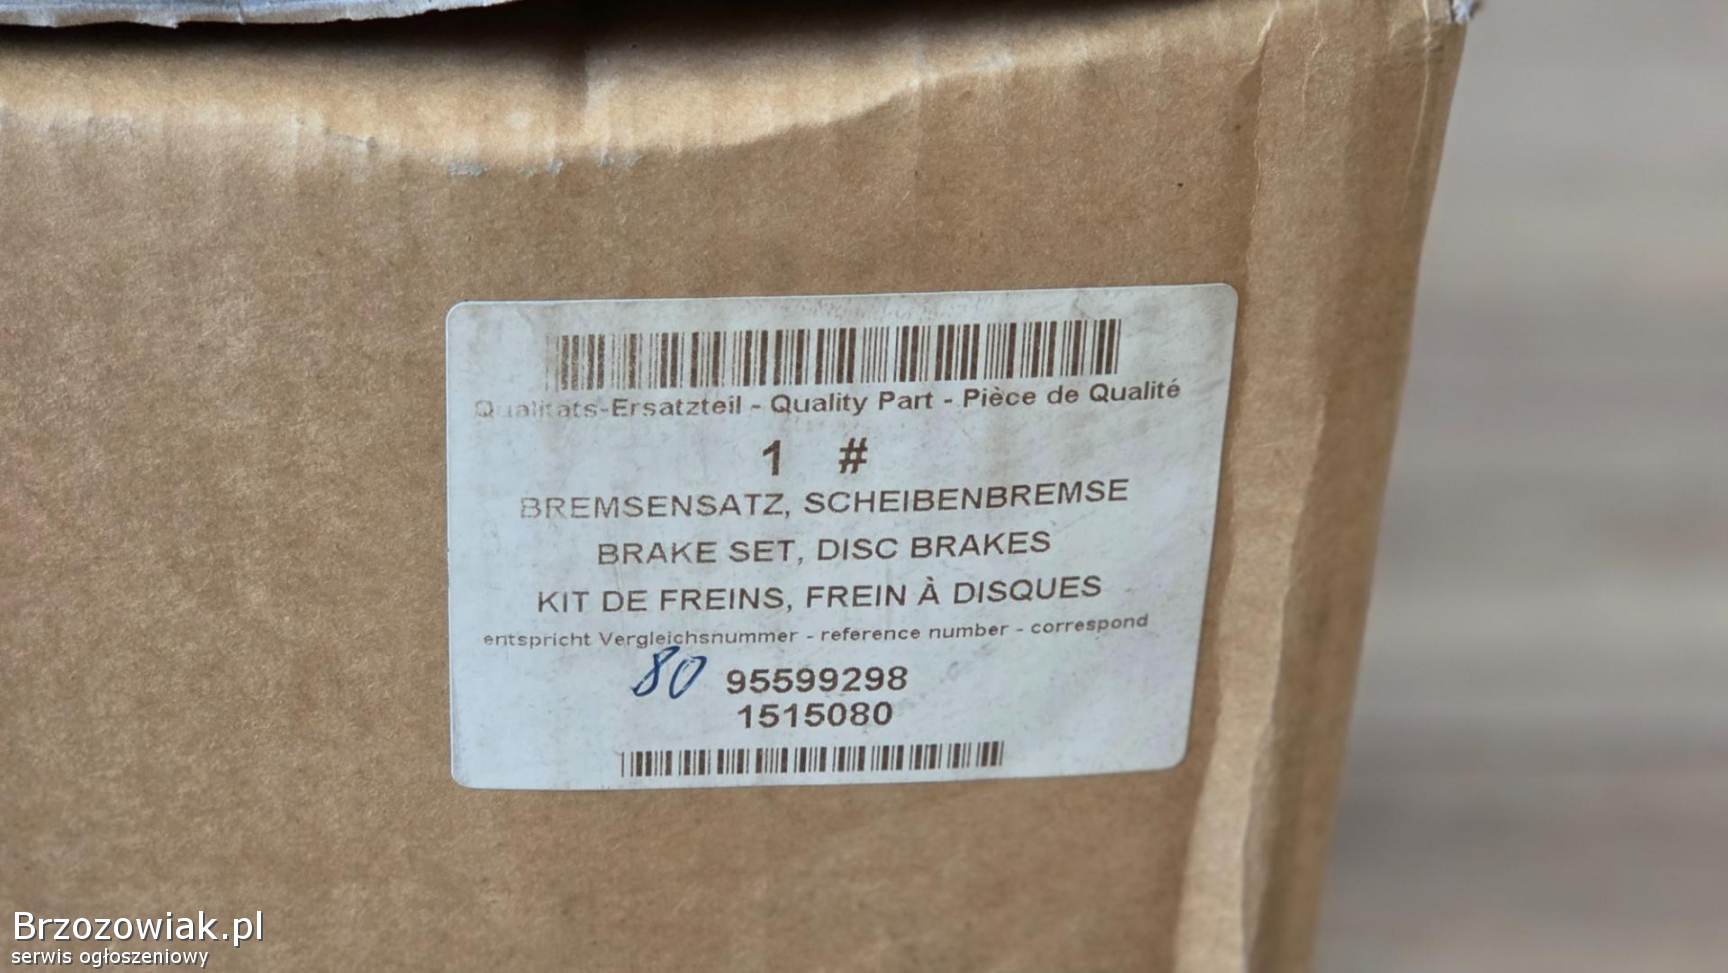 Qualitäts-Ersatzteil - Quality Part - Pièce de Qualité
1 #
BREMSENSATZ, SCHEIBENBREMSE
BRAKE SET, DISC BRAKES
KIT DE FREINS, FREIN À DISQUES
entspricht Vergleichsnummer - reference number - correspond
80 95599298
1515080
Brzozowiak.pl
serwis ogłoszeniowy